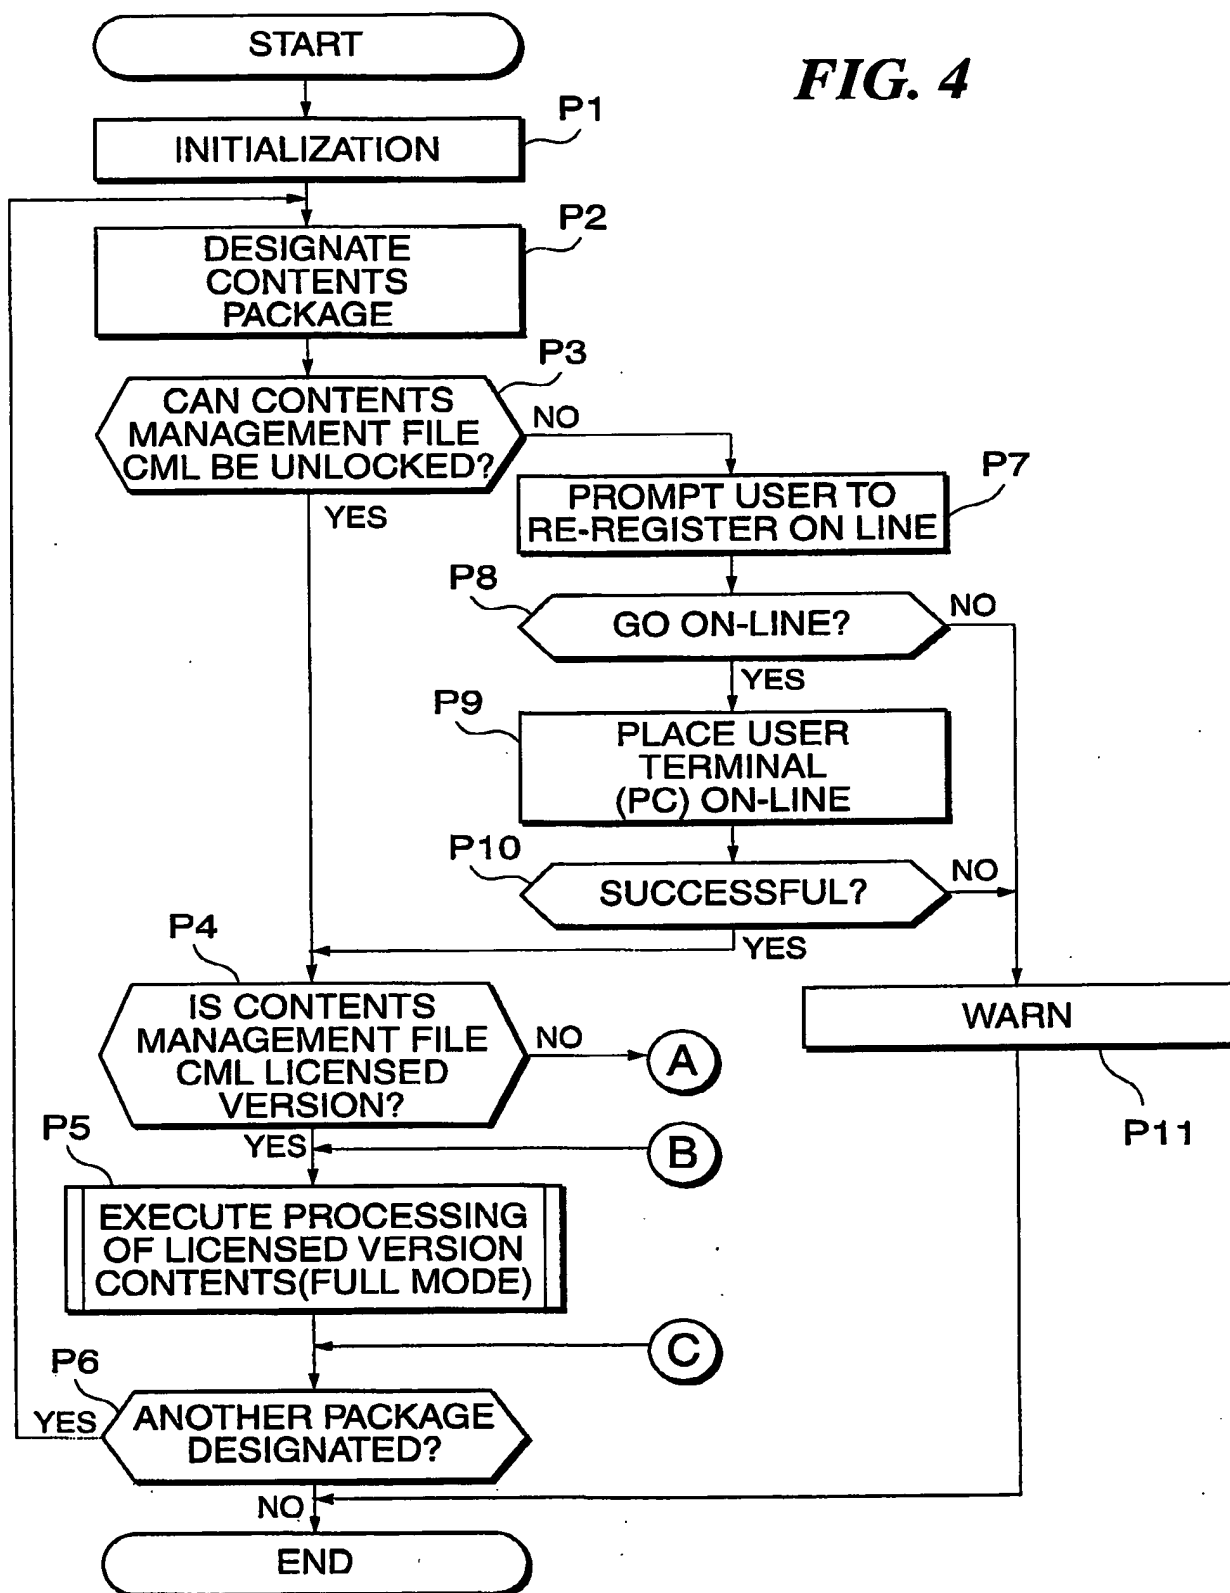 START
FIG. 4
P1
INITIALIZATION
P2
DESIGNATE
CONTENTS
PACKAGE
P3
CAN CONTENTS
MANAGEMENT FILE
CML BE UNLOCKED?
NO
YES
P7
PROMPT USER TO
RE-REGISTER ON LINE
P8
GO ON-LINE?
NO
YES
P9
PLACE USER
TERMINAL
(PC) ON-LINE
P10
SUCCESSFUL?
NO
YES
P4
IS CONTENTS
MANAGEMENT FILE
CML LICENSED
VERSION?
NO
A
WARN
P11
YES
B
P5
EXECUTE PROCESSING
OF LICENSED VERSION
CONTENTS(FULL MODE)
C
P6
YES
ANOTHER PACKAGE
DESIGNATED?
NO
END